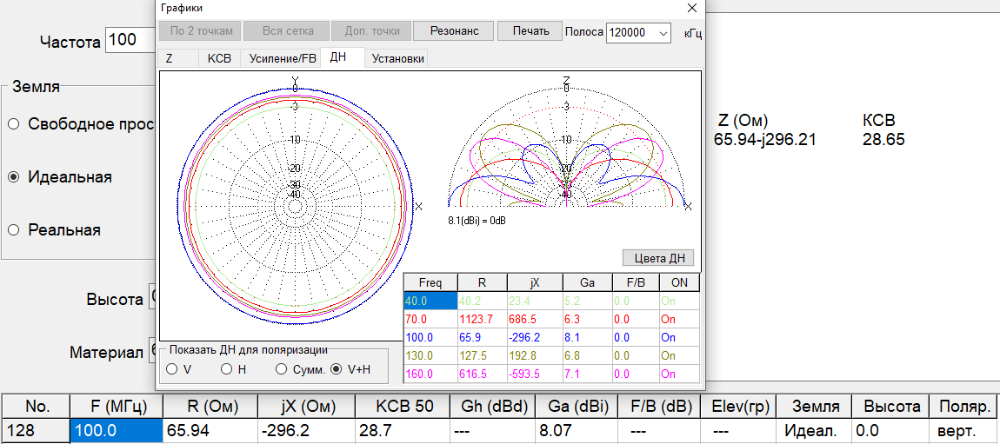 Графики
По 2 точкам Вся сетка Доп. точки Резонанс Печать Полоса 120000 кГц
Частота 100
Z КСВ Усиление/FB ДН Установки
Земля
Свободное прос
Идеальная
Реальная
Y
0
-3
-10
-20
-30
-40
X
Z
0
-3
-10
-20
-30
-40
X
8.1(dBi) = 0dB
Z (Ом) КСВ
65.94-j296.21 28.65
Цвета ДН
Freq R jX Ga F/B ON
40.0 40.2 23.4 5.2 0.0 On
70.0 1123.7 686.5 6.3 0.0 On
100.0 65.9 -296.2 8.1 0.0 On
130.0 127.5 192.8 6.8 0.0 On
160.0 616.5 -593.5 7.1 0.0 On
Высота
Материал
Показать ДН для поляризации
V H Сумм. V+H
No. F (МГц) R (Ом) jX (Ом) КСВ 50 Gh (dBd) Ga (dBi) F/B (dB) Elev(гр) Земля Высота Поляр.
128 100.0 65.94 -296.2 28.7 --- 8.07 --- --- Идеал. 0.0 верт.